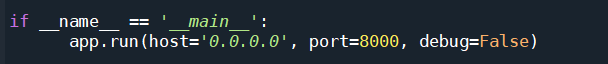 if __name__ == '__main__':
    app.run(host='0.0.0.0', port=8000, debug=False)